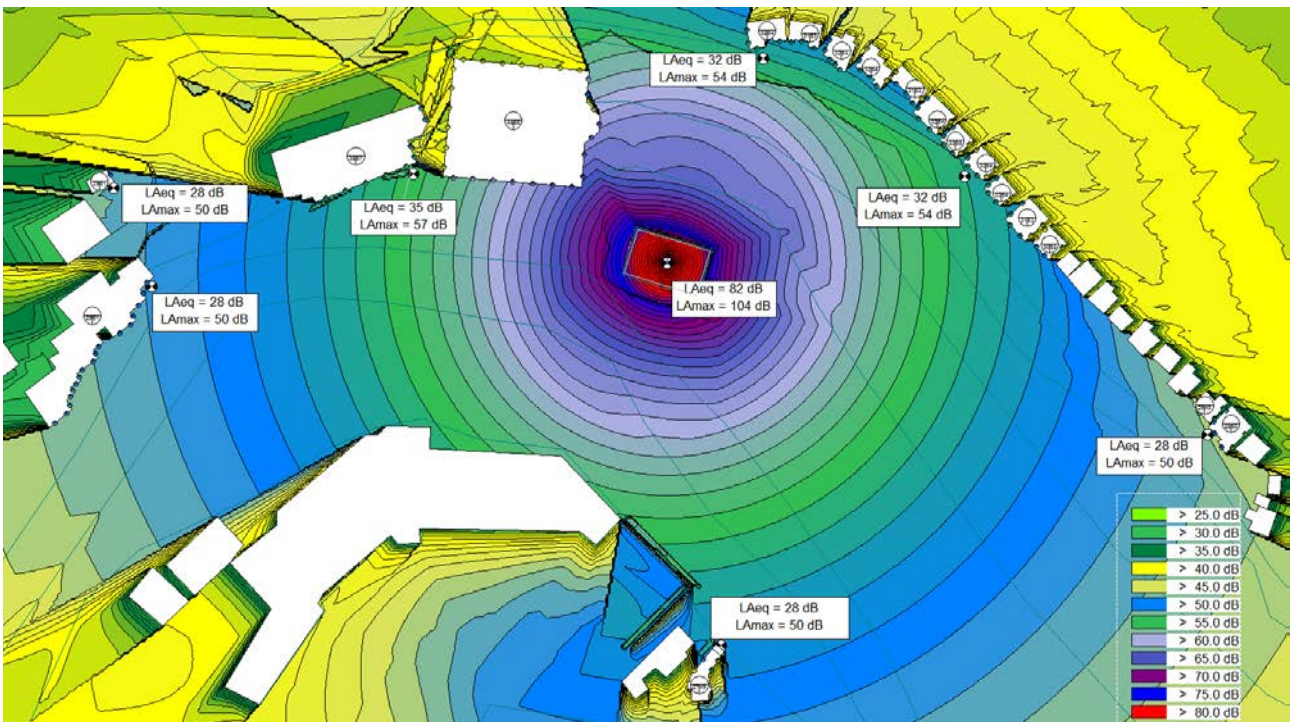 LAeq = 32 dB
LAmax = 54 dB
LAeq = 28 dB
LAmax = 50 dB
LAeq = 35 dB
LAmax = 57 dB
LAeq = 32 dB
LAmax = 54 dB
LAeq = 28 dB
LAmax = 50 dB
LAeq = 82 dB
LAmax = 104 dB
LAeq = 28 dB
LAmax = 50 dB
LAeq = 28 dB
LAmax = 50 dB
> 25.0 dB
> 30.0 dB
> 35.0 dB
> 40.0 dB
> 45.0 dB
> 50.0 dB
> 55.0 dB
> 60.0 dB
> 65.0 dB
> 70.0 dB
> 75.0 dB
> 80.0 dB